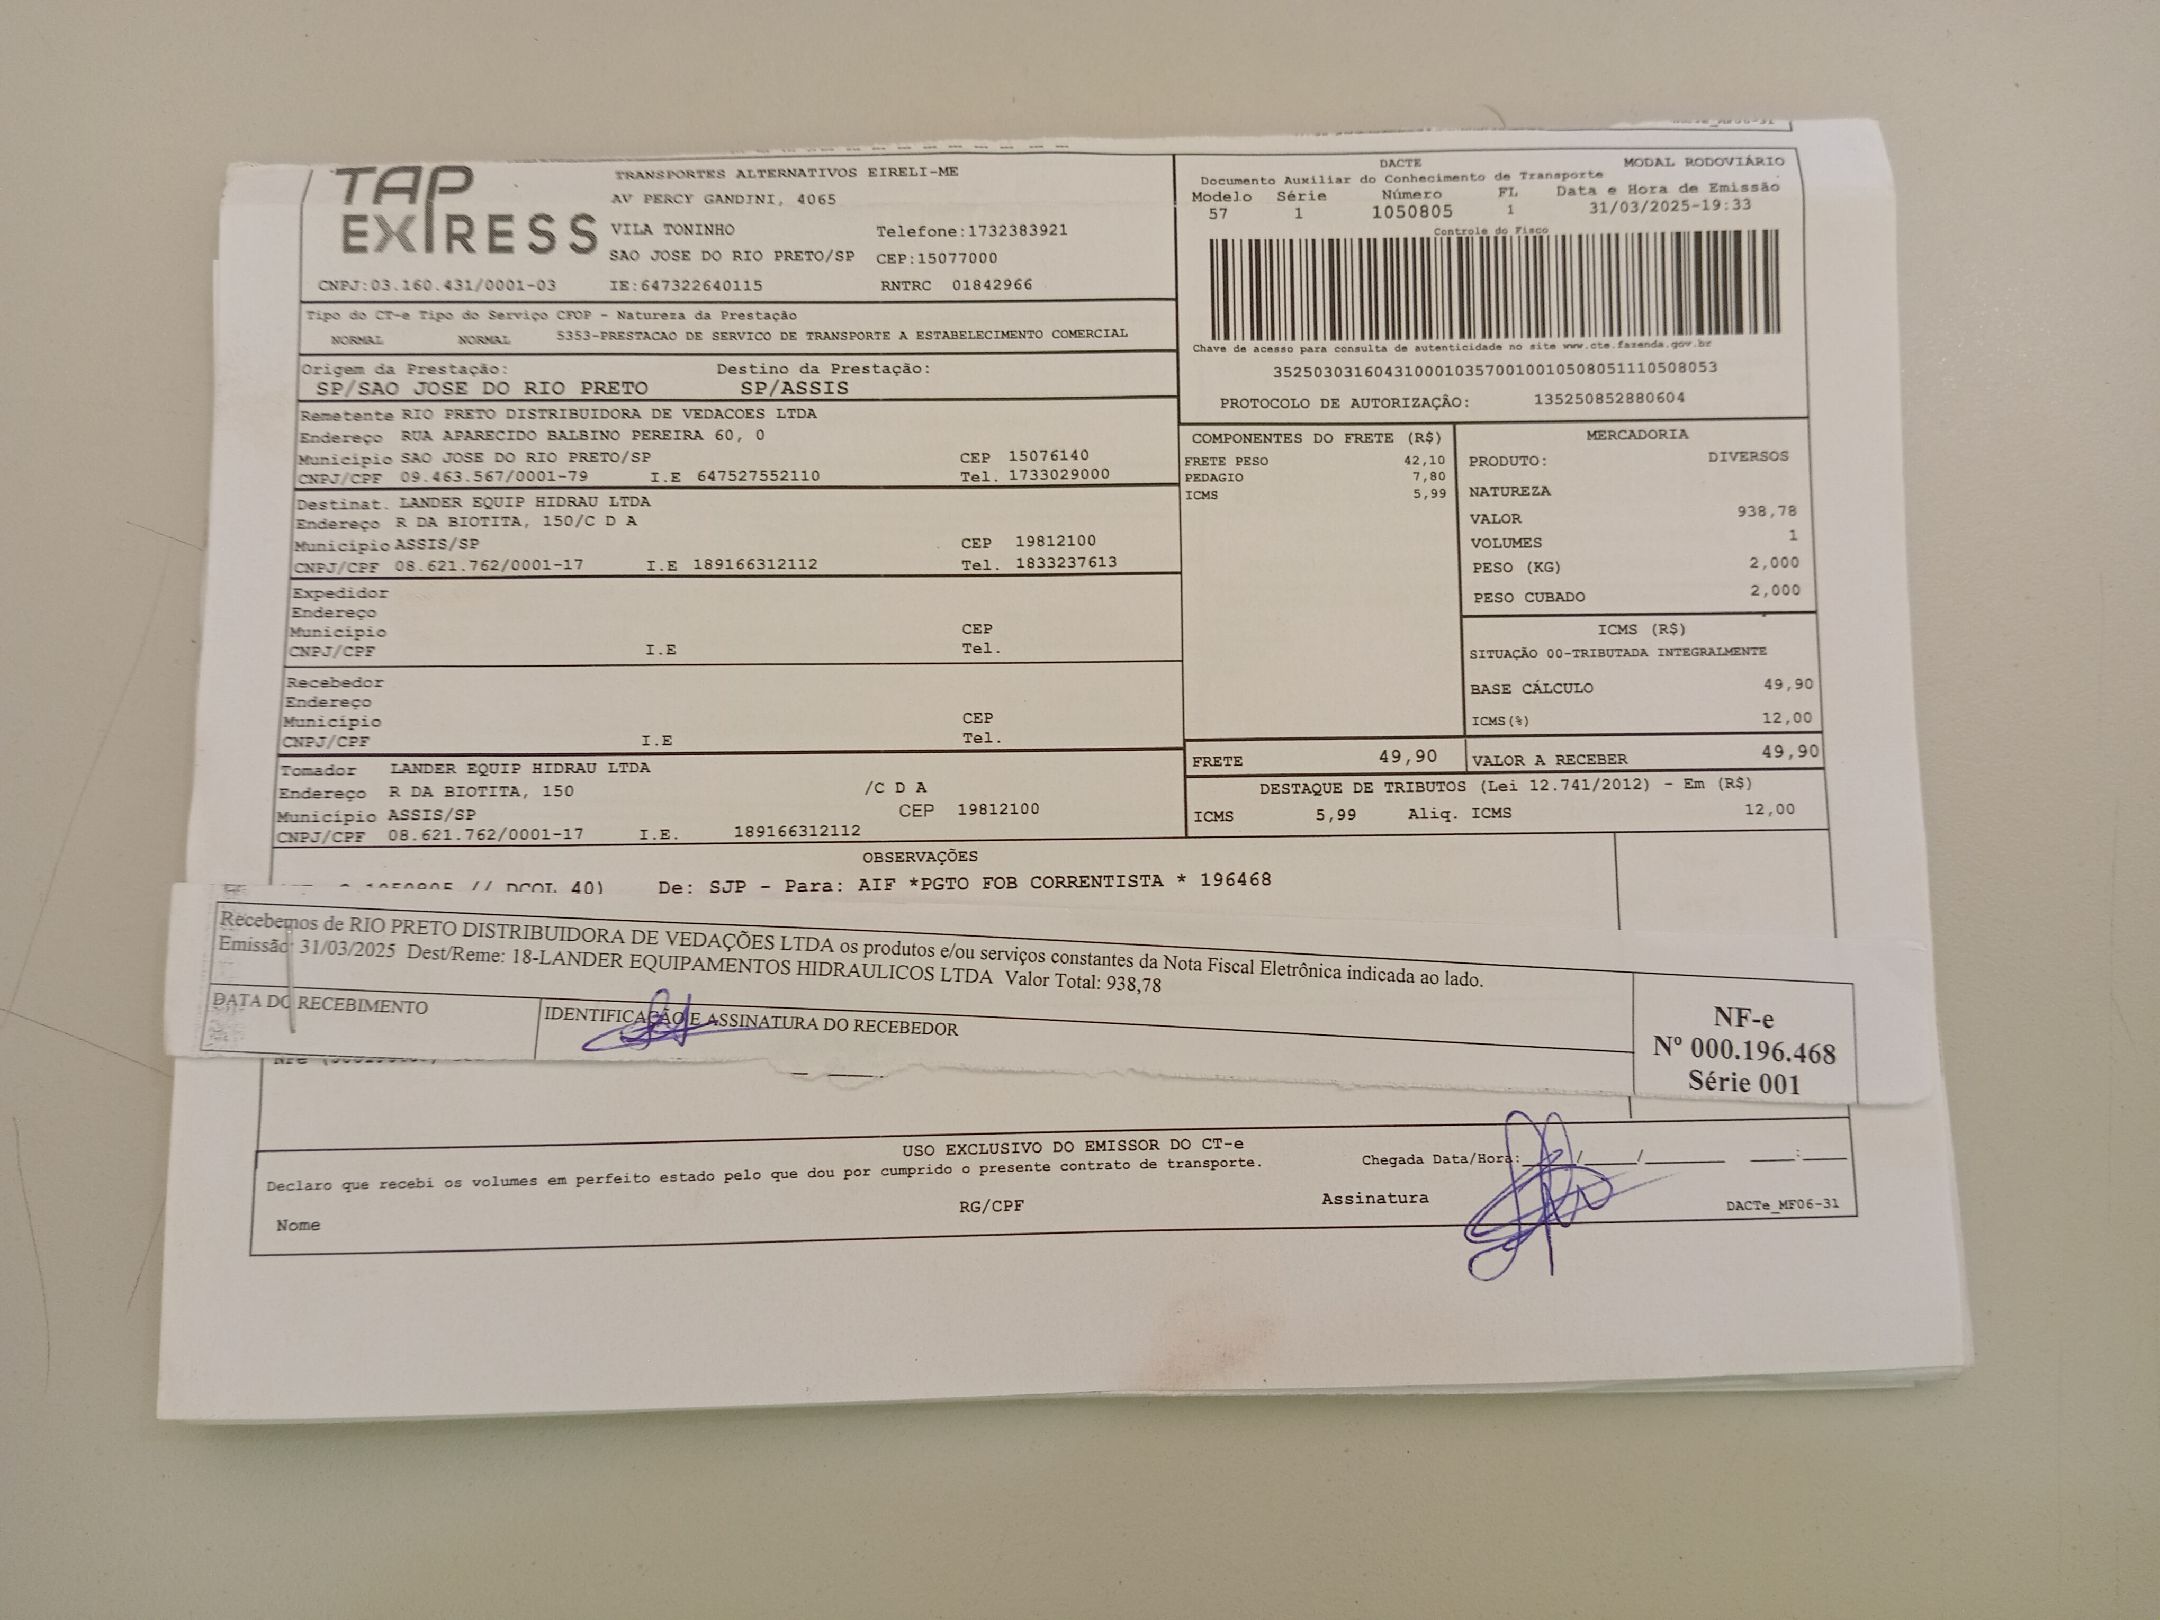 TAP EXPRESS
TRANSPORTES ALTERNATIVOS EIRELI-ME
AV PERCY GANDINI, 4065
VILA TONINHO Telefone:1732383921
SAO JOSE DO RIO PRETO/SP CEP:15077000
CNPJ:03.160.431/0001-03 IE:647322640115 RNTRC 01842966
DACTE MODAL RODOVIÁRIO
Documento Auxiliar do Conhecimento de Transporte
Modelo Série Número FL Data e Hora de Emissão
57 1 1050805 1 31/03/2025-19:33
Controle do Fisco
Chave de acesso para consulta de autenticidade no site www.cte.fazenda.gov.br
35250303160431000103570010010508051110508053
PROTOCOLO DE AUTORIZAÇÃO: 135250852880604
Tipo do CT-e Tipo do Serviço CFOP - Natureza da Prestação
NORMAL NORMAL 5353-PRESTACAO DE SERVICO DE TRANSPORTE A ESTABELECIMENTO COMERCIAL
Origem da Prestação: Destino da Prestação:
SP/SAO JOSE DO RIO PRETO SP/ASSIS
Remetente RIO PRETO DISTRIBUIDORA DE VEDACOES LTDA
Endereço RUA APARECIDO BALBINO PEREIRA 60, 0
Município SAO JOSE DO RIO PRETO/SP CEP 15076140
CNPJ/CPF 09.463.567/0001-79 I.E 647527552110 Tel. 1733029000
Destinat. LANDER EQUIP HIDRAU LTDA
Endereço R DA BIOTITA, 150/C D A
Município ASSIS/SP CEP 19812100
CNPJ/CPF 08.621.762/0001-17 I.E 189166312112 Tel. 1833237613
Expedidor
Endereço
Município CEP
CNPJ/CPF I.E Tel.
Recebedor
Endereço
Município CEP
CNPJ/CPF I.E Tel.
Tomador LANDER EQUIP HIDRAU LTDA
Endereço R DA BIOTITA, 150 /C D A
Município ASSIS/SP CEP 19812100
CNPJ/CPF 08.621.762/0001-17 I.E. 189166312112
COMPONENTES DO FRETE (R$)
FRETE PESO 42,10
PEDAGIO 7,80
ICMS 5,99
MERCADORIA
PRODUTO: DIVERSOS
NATUREZA
VALOR 938,78
VOLUMES 1
PESO (KG) 2,000
PESO CUBADO 2,000
ICMS (R$)
SITUAÇÃO 00-TRIBUTADA INTEGRALMENTE
BASE CÁLCULO 49,90
ICMS(%) 12,00
FRETE 49,90 VALOR A RECEBER 49,90
DESTAQUE DE TRIBUTOS (Lei 12.741/2012) - Em (R$)
ICMS 5,99 Aliq. ICMS 12,00
OBSERVAÇÕES
1050805 // DCOL 40) De: SJP - Para: AIF *PGTO FOB CORRENTISTA * 196468
Recebemos de RIO PRETO DISTRIBUIDORA DE VEDAÇÕES LTDA os produtos e/ou serviços constantes da Nota Fiscal Eletrônica indicada ao lado.
Emissão: 31/03/2025 Dest/Reme: 18-LANDER EQUIPAMENTOS HIDRAULICOS LTDA Valor Total: 938,78
DATA DO RECEBIMENTO IDENTIFICAÇÃO E ASSINATURA DO RECEBEDOR
NF-e
Nº 000.196.468
Série 001
USO EXCLUSIVO DO EMISSOR DO CT-e
Declaro que recebi os volumes em perfeito estado pelo que dou por cumprido o presente contrato de transporte.
Chegada Data/Hora:____/____/______ ____:____
Nome RG/CPF Assinatura DACTe_MF06-31